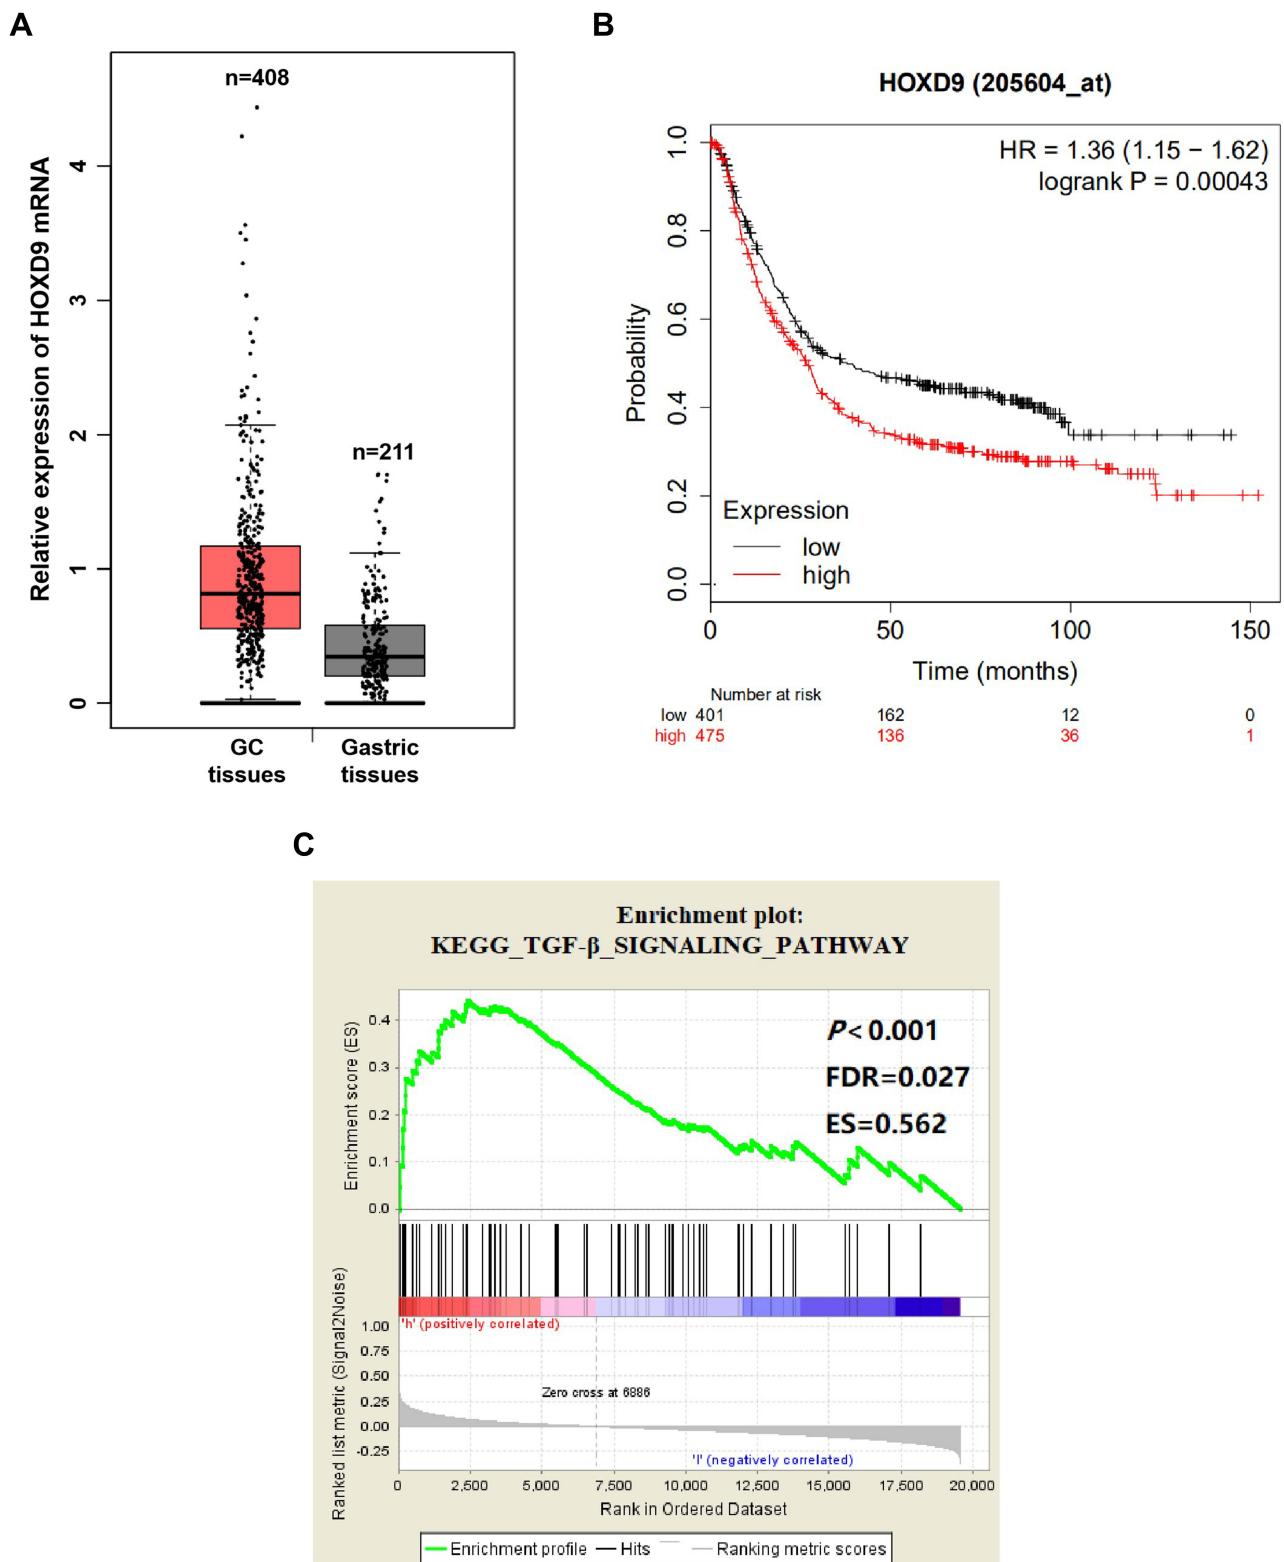 A
n=408
n=211
Relative expression of HOXD9 mRNA
4
3
2
1
0
GC
tissues
Gastric
tissues
B
HOXD9 (205604_at)
HR = 1.36 (1.15 − 1.62)
logrank P = 0.00043
Probability
1.0
0.8
0.6
0.4
0.2
0.0
Expression
low
high
0 50 100 150
Time (months)
Number at risk
low 401 162 12 0
high 475 136 36 1
C
Enrichment plot:
KEGG_TGF-β_SIGNALING_PATHWAY
Enrichment score (ES)
0.4
0.3
0.2
0.1
0.0
P< 0.001
FDR=0.027
ES=0.562
'h' (positively correlated)
Ranked list metric (Signal2Noise)
1.00
0.75
0.50
0.25
0.00
-0.25
Zero cross at 6886
'l' (negatively correlated)
0 2,500 5,000 7,500 10,000 12,500 15,000 17,500 20,000
Rank in Ordered Dataset
Enrichment profile Hits Ranking metric scores